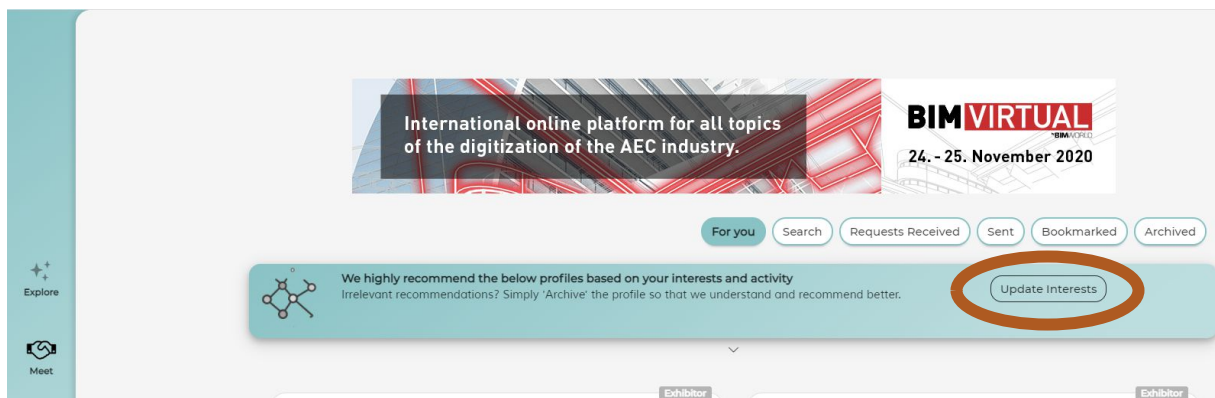 International online platform for all topics
of the digitization of the AEC industry.
BIM VIRTUAL
BY BIMWORLD
24. - 25. November 2020
For you
Search
Requests Received
Sent
Bookmarked
Archived
Explore
We highly recommend the below profiles based on your interests and activity
Irrelevant recommendations? Simply 'Archive' the profile so that we understand and recommend better.
Update Interests
Meet
Exhibitor
Exhibitor